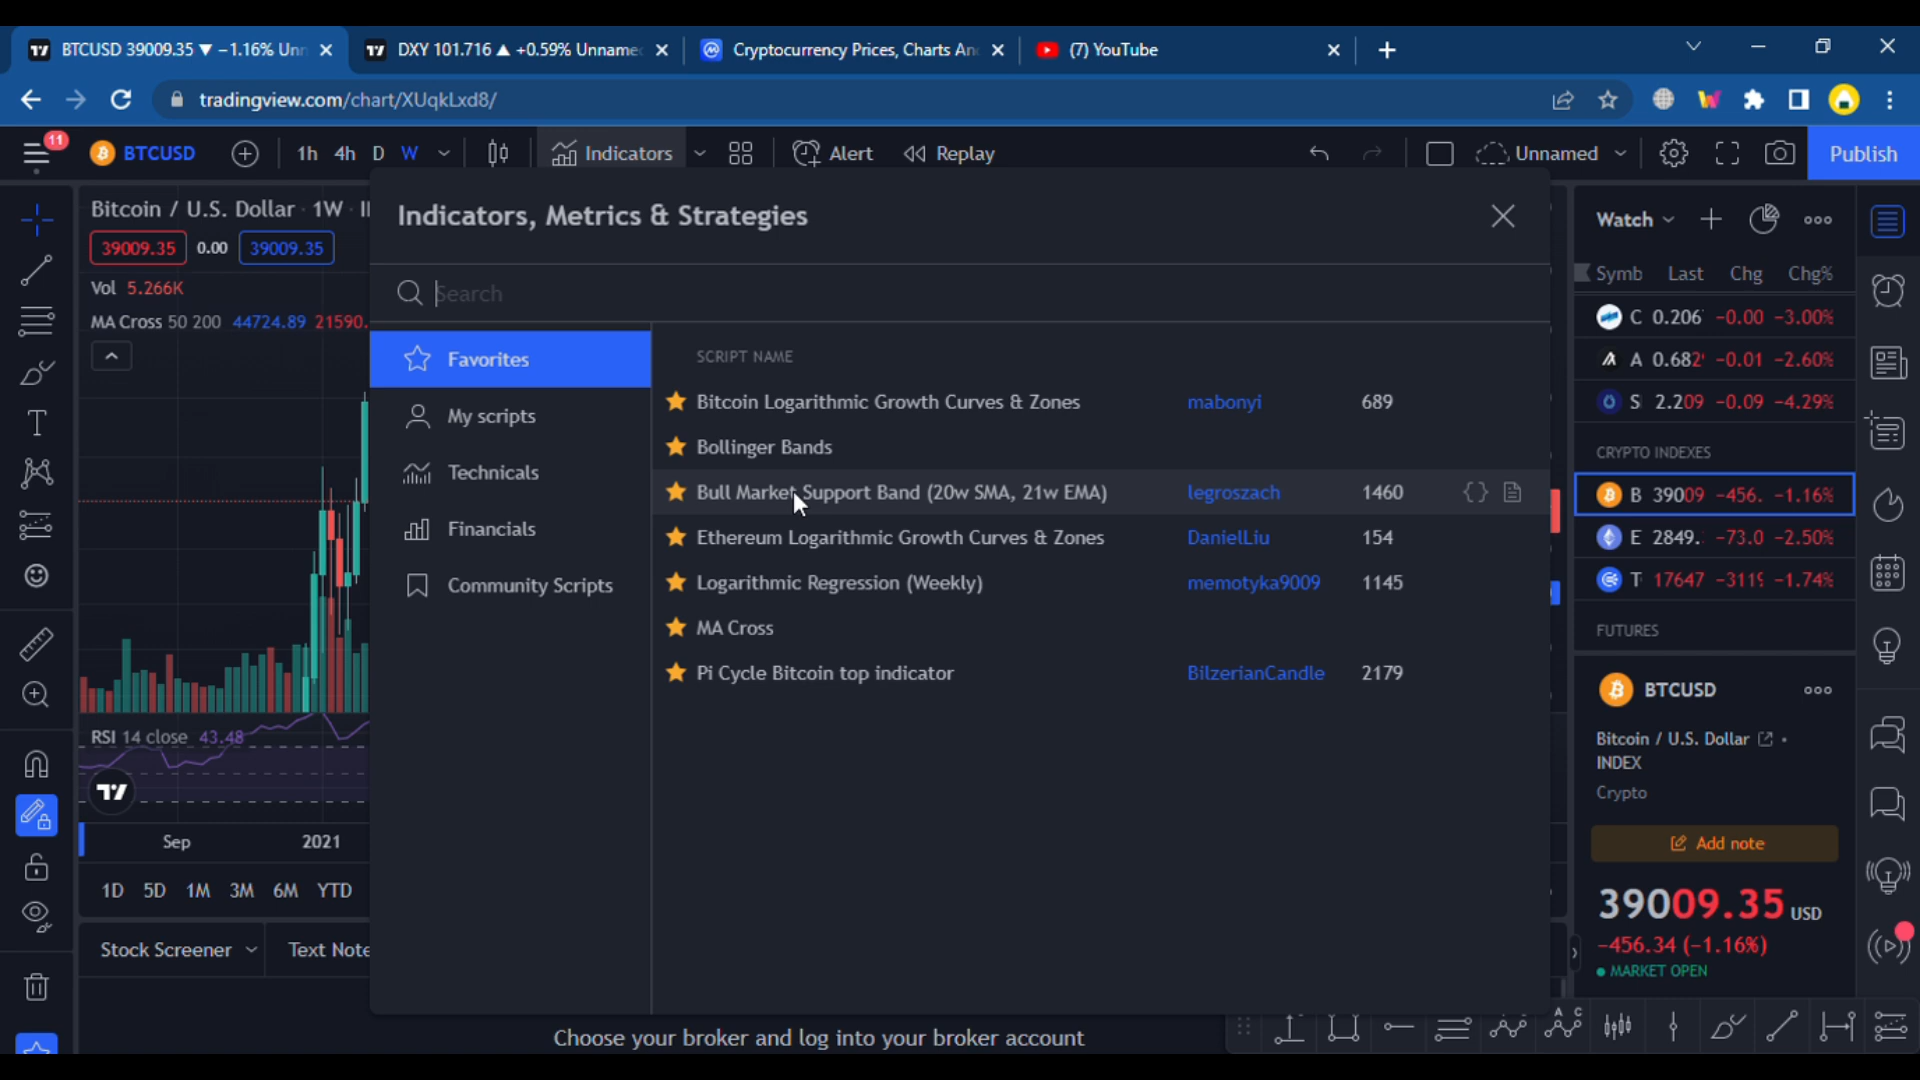 BTCUSD 39009.35 ▼ −1.16% Unn
DXY 101.716 ▲ +0.59% Unname
Cryptocurrency Prices, Charts An
(7) YouTube
tradingview.com/chart/XUqkLxd8/
11
BTCUSD
1h 4h D W
Indicators
Alert
Replay
Unnamed
Publish
Bitcoin / U.S. Dollar · 1W · I
39009.35 0.00 39009.35
Vol 5.266K
MA Cross 50 200 44724.89 21590.
Indicators, Metrics & Strategies
Search
Favorites
My scripts
Technicals
Financials
Community Scripts
SCRIPT NAME
Bitcoin Logarithmic Growth Curves & Zones mabonyi 689
Bollinger Bands
Bull Market Support Band (20w SMA, 21w EMA) legroszach 1460
Ethereum Logarithmic Growth Curves & Zones DanielLiu 154
Logarithmic Regression (Weekly) memotyka9009 1145
MA Cross
Pi Cycle Bitcoin top indicator BilzerianCandle 2179
RSI 14 close 43.48
Sep 2021
1D 5D 1M 3M 6M YTD
Stock Screener Text Note
Choose your broker and log into your broker account
Watch
Symb Last Chg Chg%
C 0.206 −0.00 −3.00%
A 0.682 −0.01 −2.60%
S 2.209 −0.09 −4.29%
CRYPTO INDEXES
B 39009 −456. −1.16%
E 2849. −73.0 −2.50%
T 17647 −3119 −1.74%
FUTURES
BTCUSD
Bitcoin / U.S. Dollar
INDEX
Crypto
Add note
39009.35 USD
−456.34 (−1.16%)
MARKET OPEN